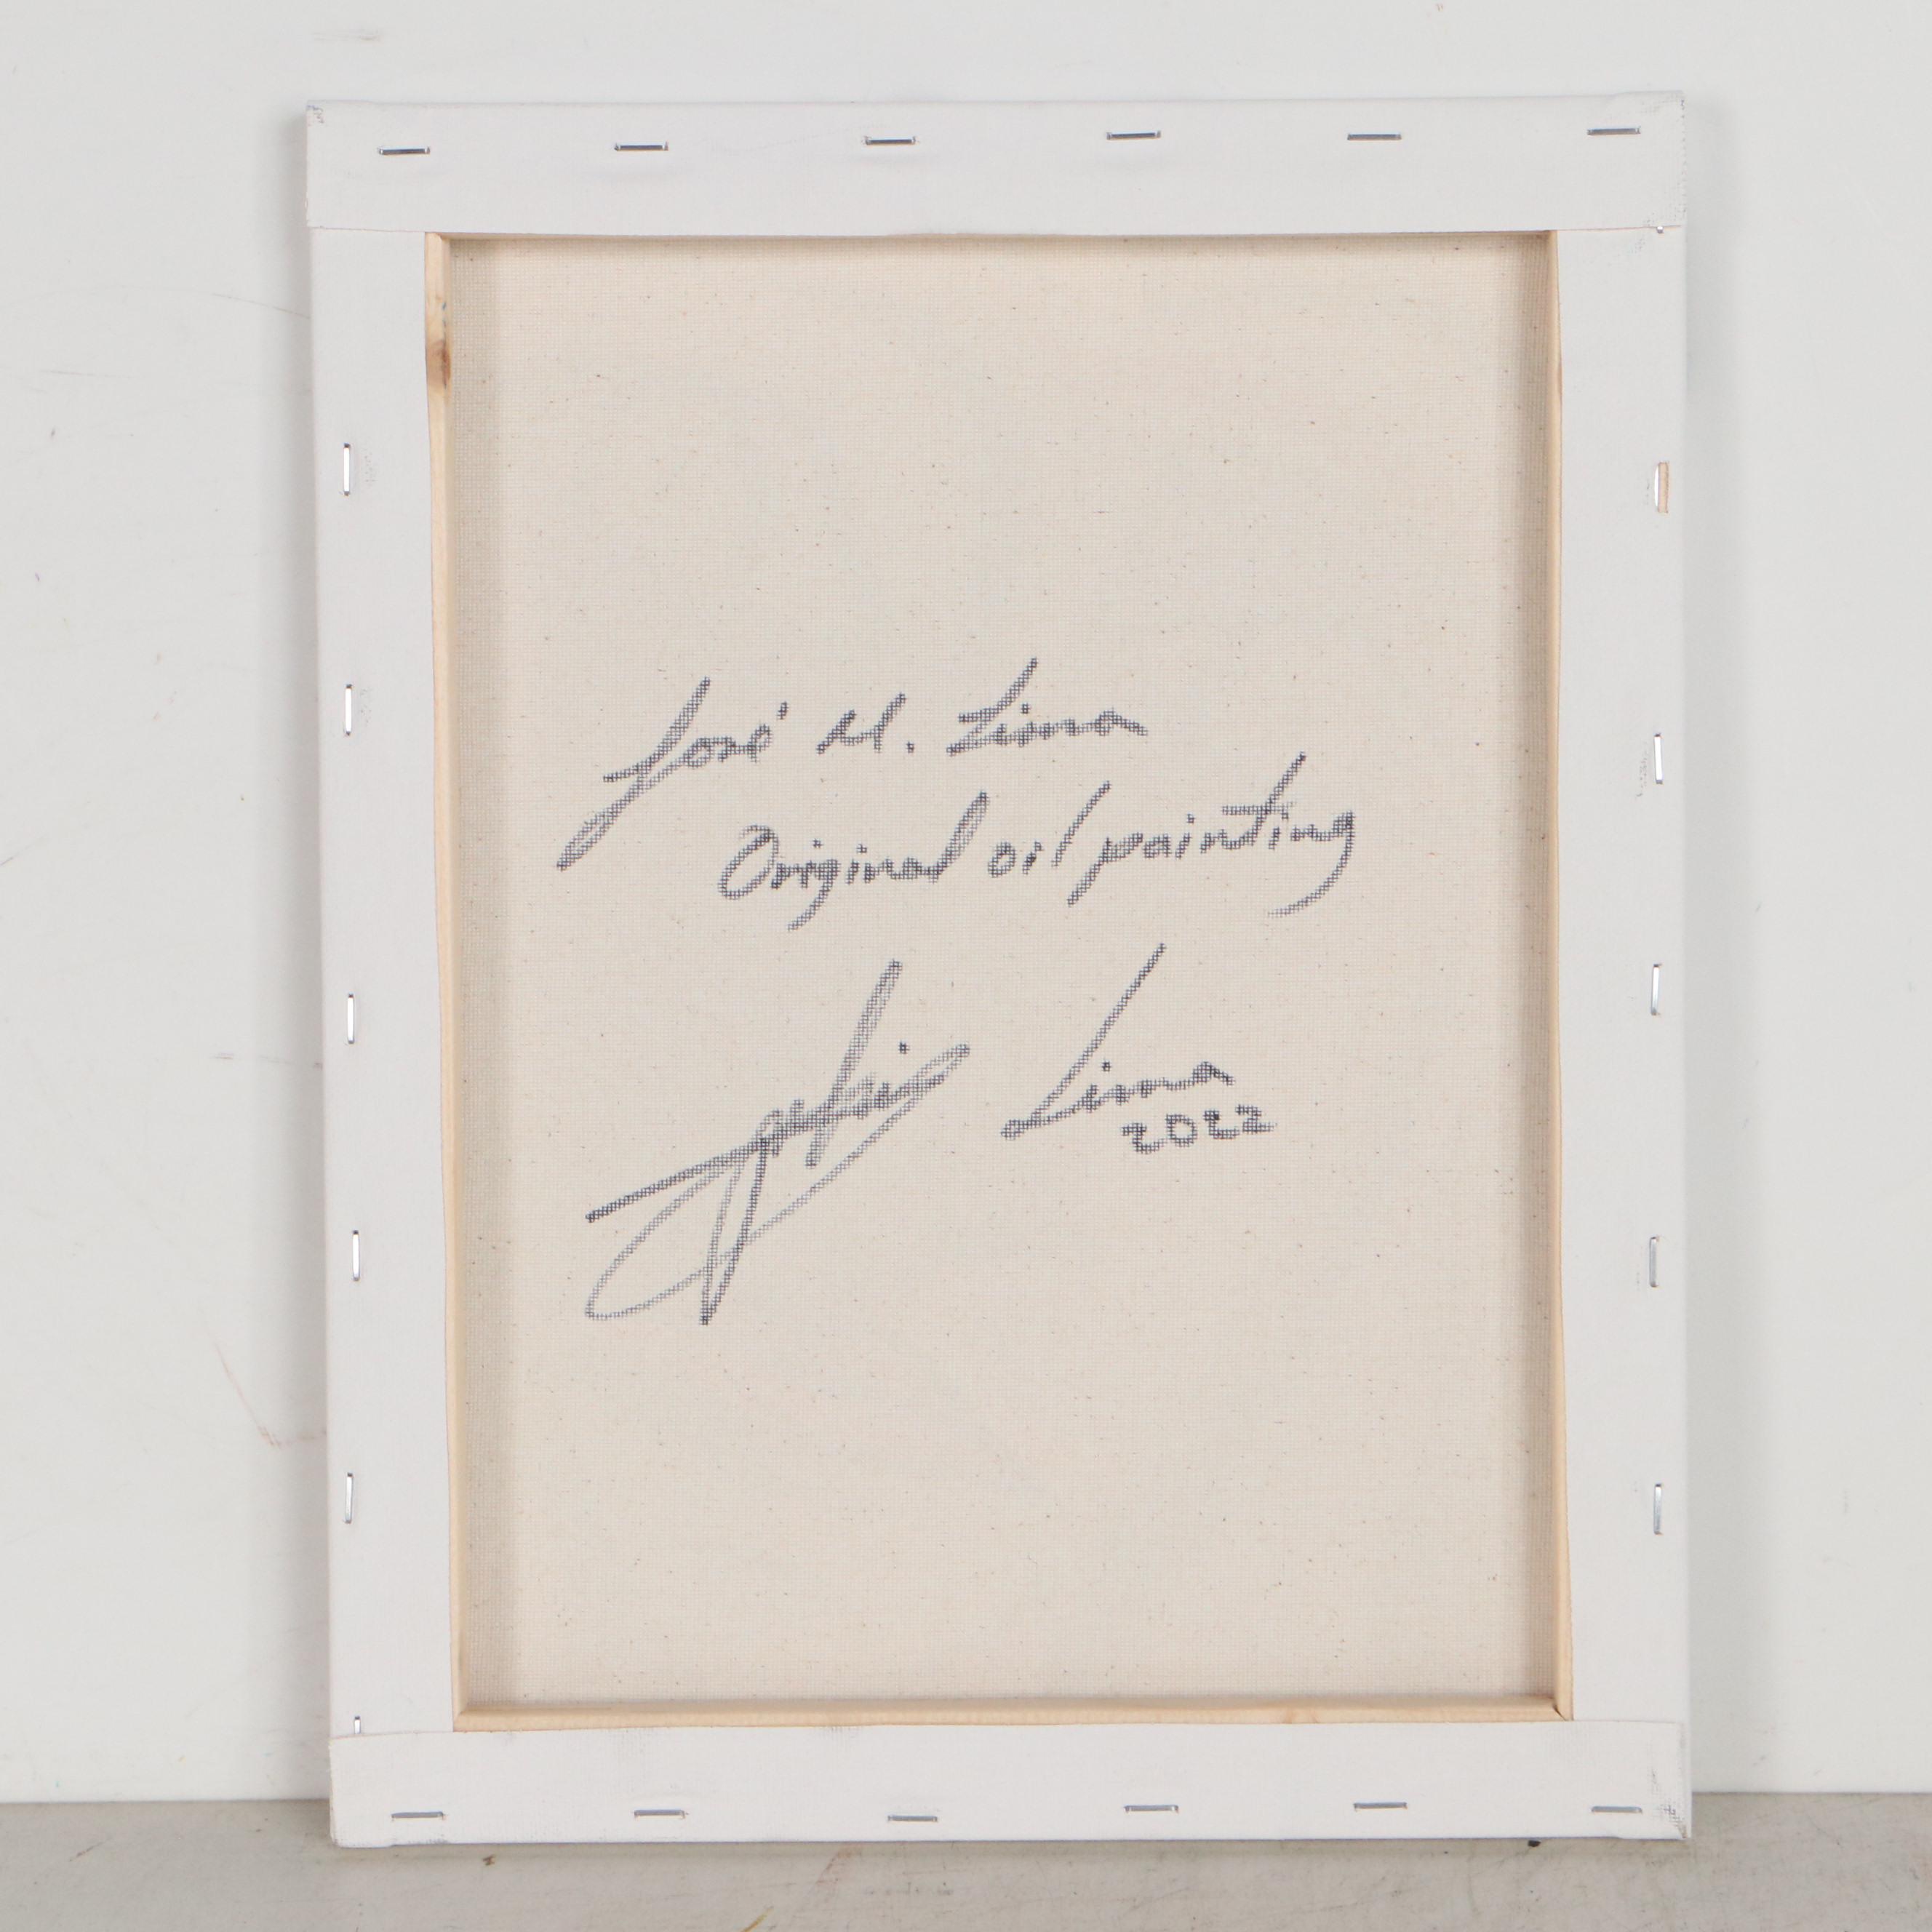 José M. Lima
Original oil painting
Lima
2022